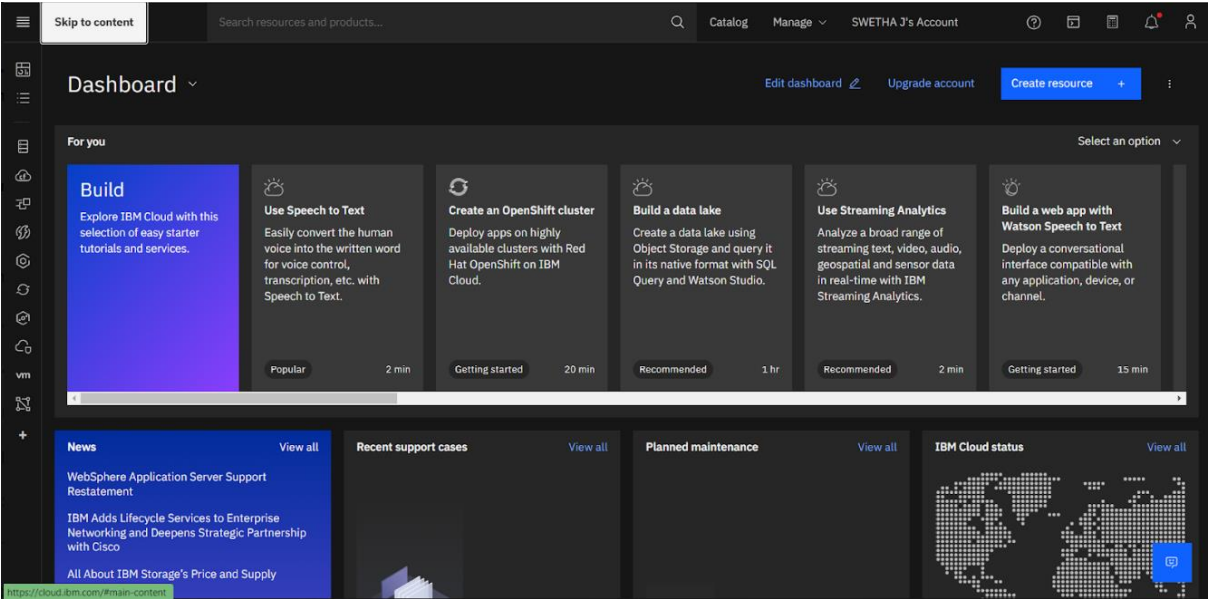 Skip to content
Search resources and products...
Catalog
Manage
SWETHA J's Account
Dashboard
Edit dashboard
Upgrade account
Create resource +
For you
Select an option
Build
Explore IBM Cloud with this
selection of easy starter
tutorials and services.
Use Speech to Text
Easily convert the human
voice into the written word
for voice control,
transcription, etc. with
Speech to Text.
Popular
2 min
Create an OpenShift cluster
Deploy apps on highly
available clusters with Red
Hat OpenShift on IBM
Cloud.
Getting started
20 min
Build a data lake
Create a data lake using
Object Storage and query it
in its native format with SQL
Query and Watson Studio.
Recommended
1 hr
Use Streaming Analytics
Analyze a broad range of
streaming text, video, audio,
geospatial and sensor data
in real-time with IBM
Streaming Analytics.
Recommended
2 min
Build a web app with
Watson Speech to Text
Deploy a conversational
interface compatible with
any application, device, or
channel.
Getting started
15 min
vm
+
News
View all
WebSphere Application Server Support
Restatement
IBM Adds Lifecycle Services to Enterprise
Networking and Deepens Strategic Partnership
with Cisco
All About IBM Storage's Price and Supply
Recent support cases
View all
Planned maintenance
View all
IBM Cloud status
View all
https://cloud.ibm.com/#main-content